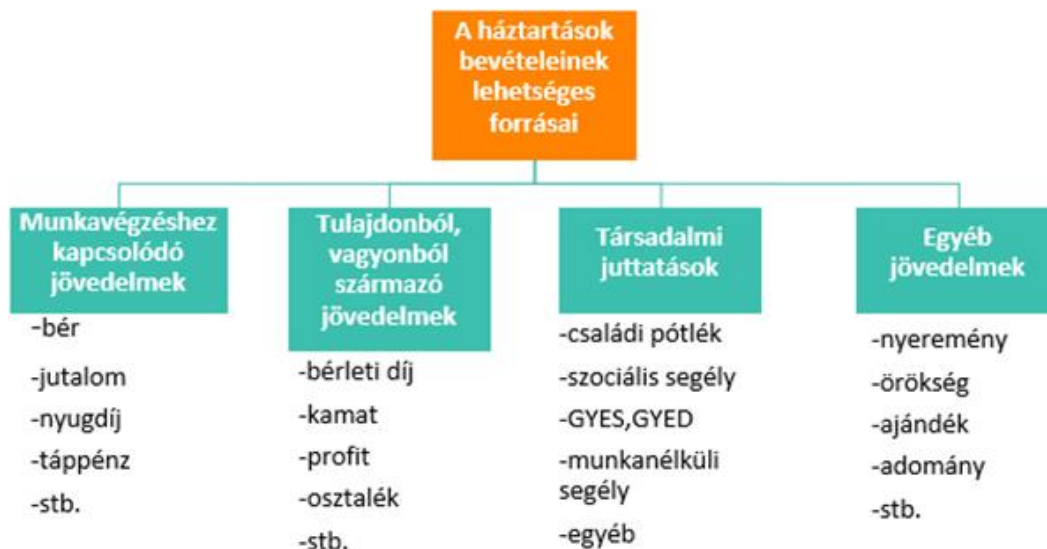 A háztartások
bevételeinek
lehetséges
forrásai
Munkavégzéshez
kapcsolódó
jövedelmek
-bér
-jutalom
-nyugdíj
-táppénz
-stb.
Tulajdonból,
vagyonból
származó
jövedelmek
-bérleti díj
-kamat
-profit
-osztalék
-stb.
Társadalmi
juttatások
-családi pótlék
-szociális segély
-GYES,GYED
-munkanélküli
segély
-egyéb
Egyéb
jövedelmek
-nyeremény
-örökség
-ajándék
-adomány
-stb.